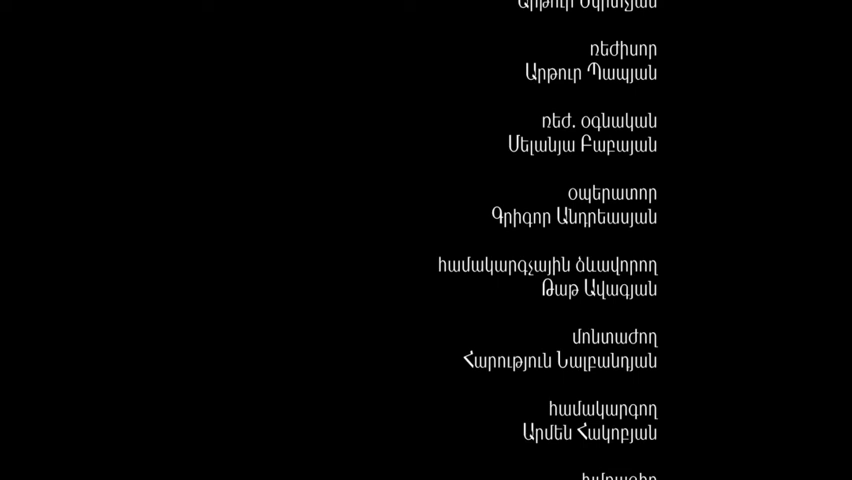 ռեժիսոր
Արթուր Պապյան
ռեժ. օգնական
Մելանյա Բաբայան
օպերատոր
Գրիգոր Անդրեասյան
համակարգչային ձևավորող
Թաթ Ավագյան
մոնտաժող
Հարություն Նալբանդյան
համակարգող
Արմեն Հակոբյան